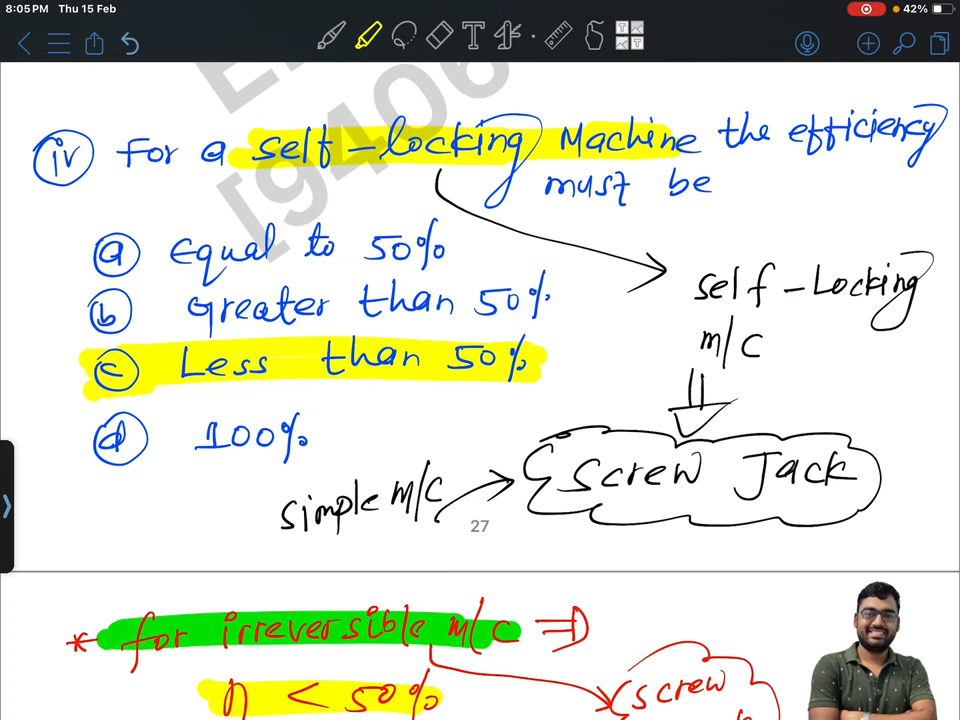 8:05 PM Thu 15 Feb
42%
[9406
(iv) For a self-locking Machine the efficiency
must be
(a) Equal to 50%
(b) Greater than 50%
(c) Less than 50%
(d) 100%
self-Locking
m/c
Screw Jack
simple m/c
27
* for irreversible m/c ⇒
η < 50%
screw